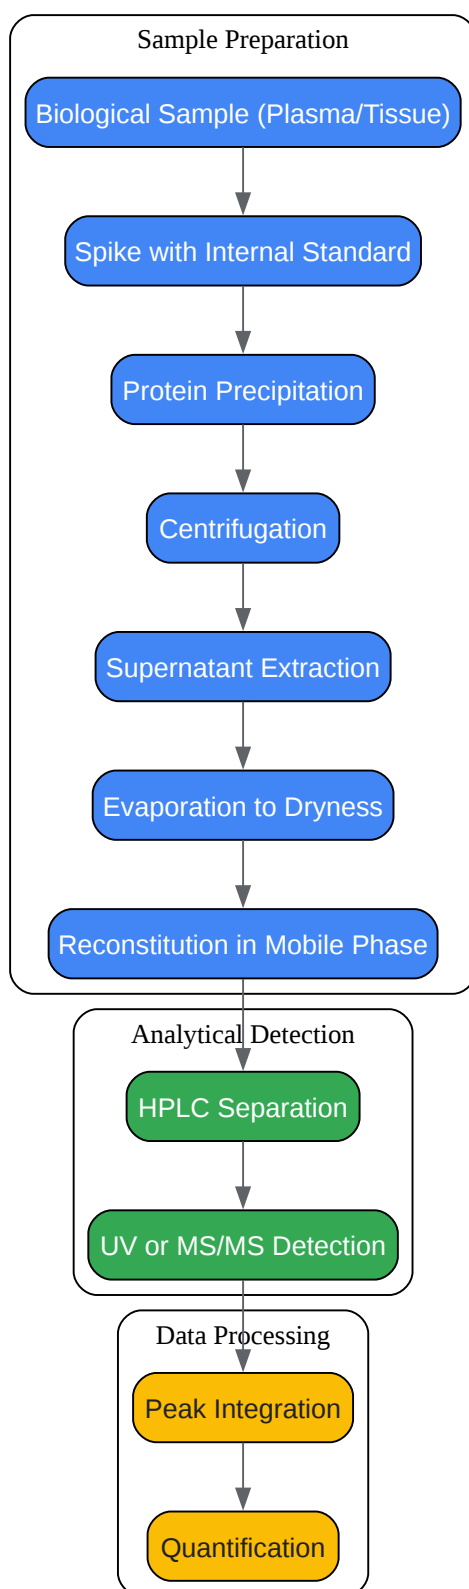 Sample Preparation
Biological Sample (Plasma/Tissue)
Spike with Internal Standard
Protein Precipitation
Centrifugation
Supernatant Extraction
Evaporation to Dryness
Reconstitution in Mobile Phase
Analytical Detection
HPLC Separation
UV or MS/MS Detection
Data Processing
Peak Integration
Quantification